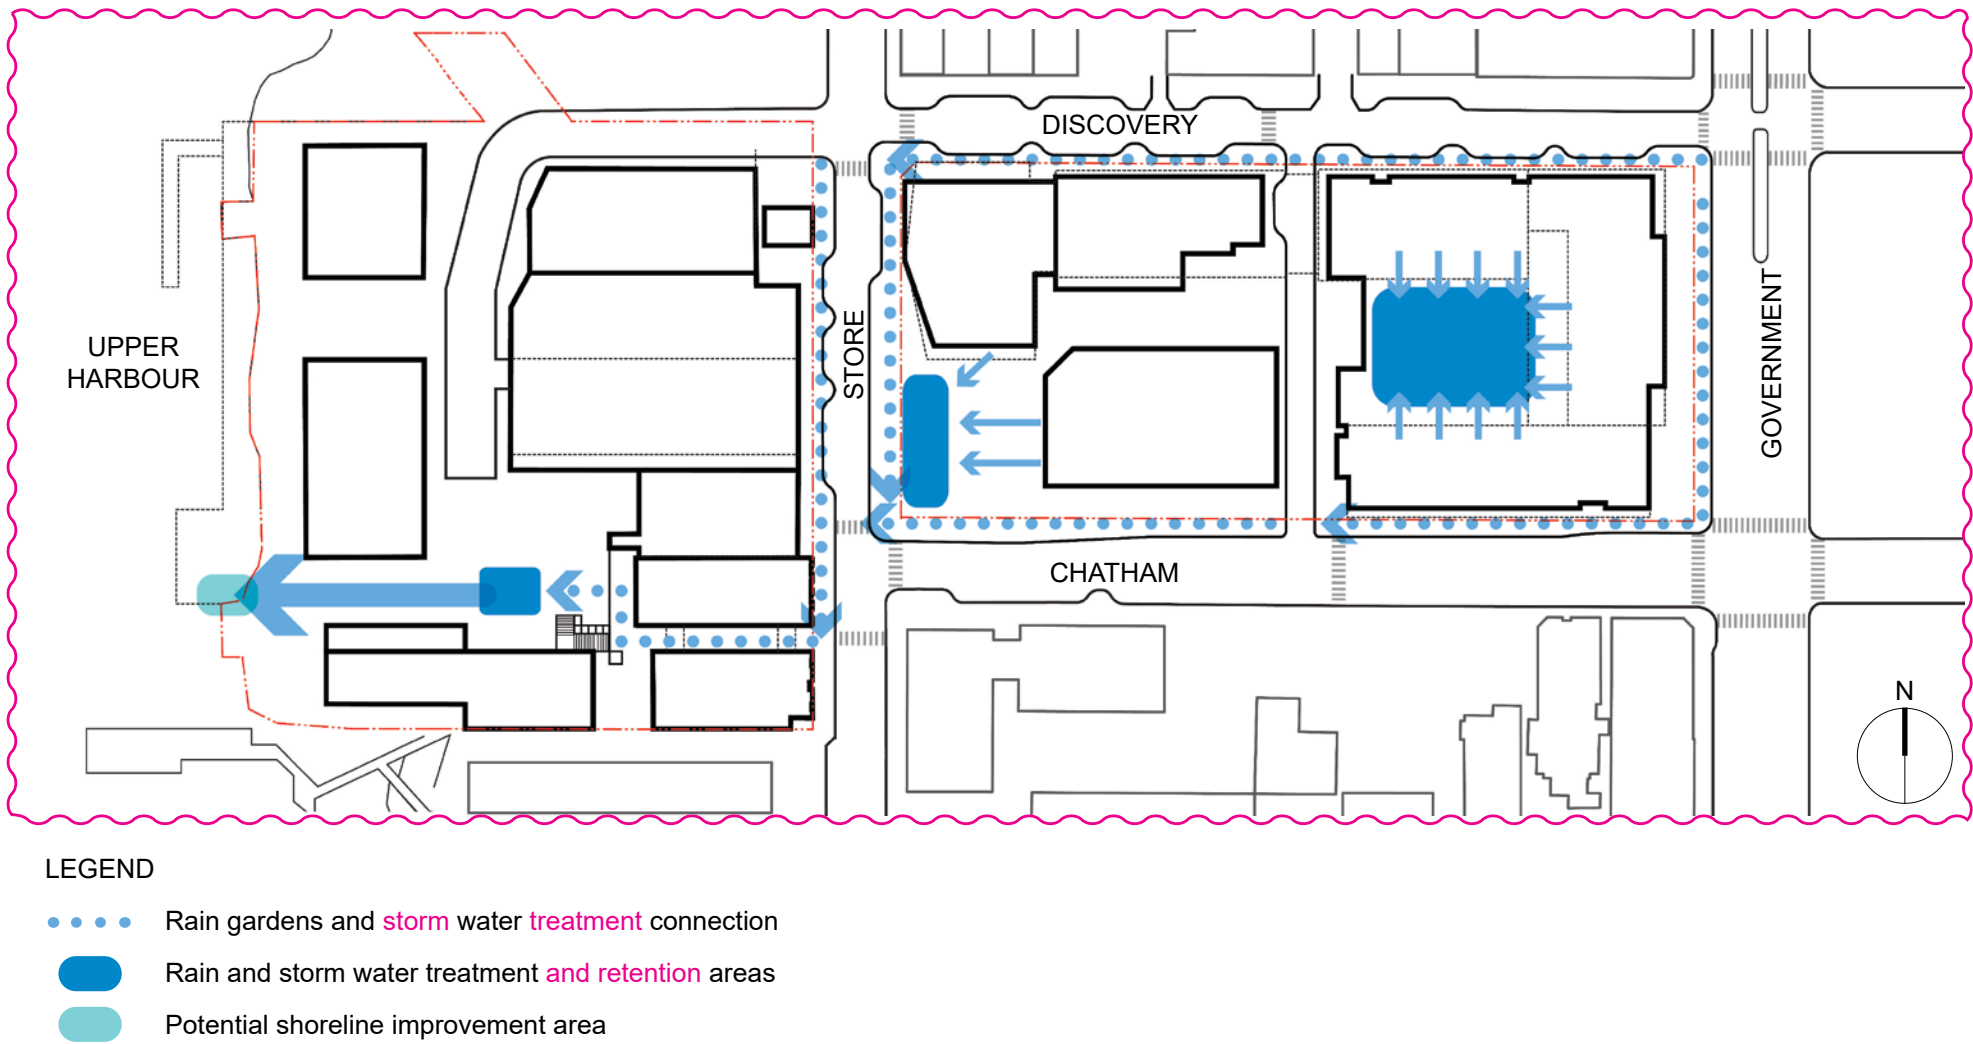 DISCOVERY
UPPER
HARBOUR
STORE
GOVERNMENT
CHATHAM
N
LEGEND
Rain gardens and storm water treatment connection
Rain and storm water treatment and retention areas
Potential shoreline improvement area